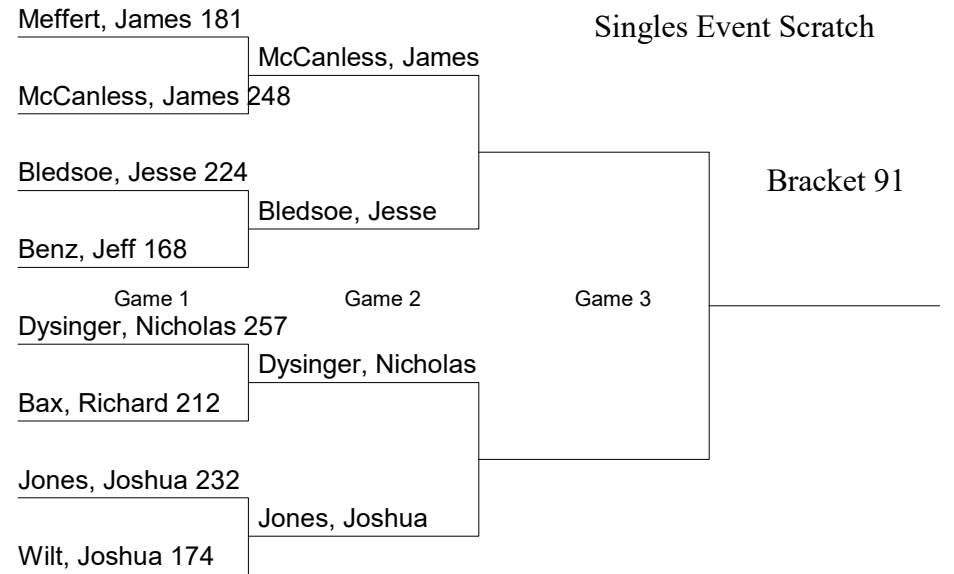 Meffert, James 181
Singles Event Scratch
McCanless, James
McCanless, James 248
Bledsoe, Jesse 224
Bracket 91
Bledsoe, Jesse
Benz, Jeff 168
Game 1
Game 2
Game 3
Dysinger, Nicholas 257
Dysinger, Nicholas
Bax, Richard 212
Jones, Joshua 232
Jones, Joshua
Wilt, Joshua 174